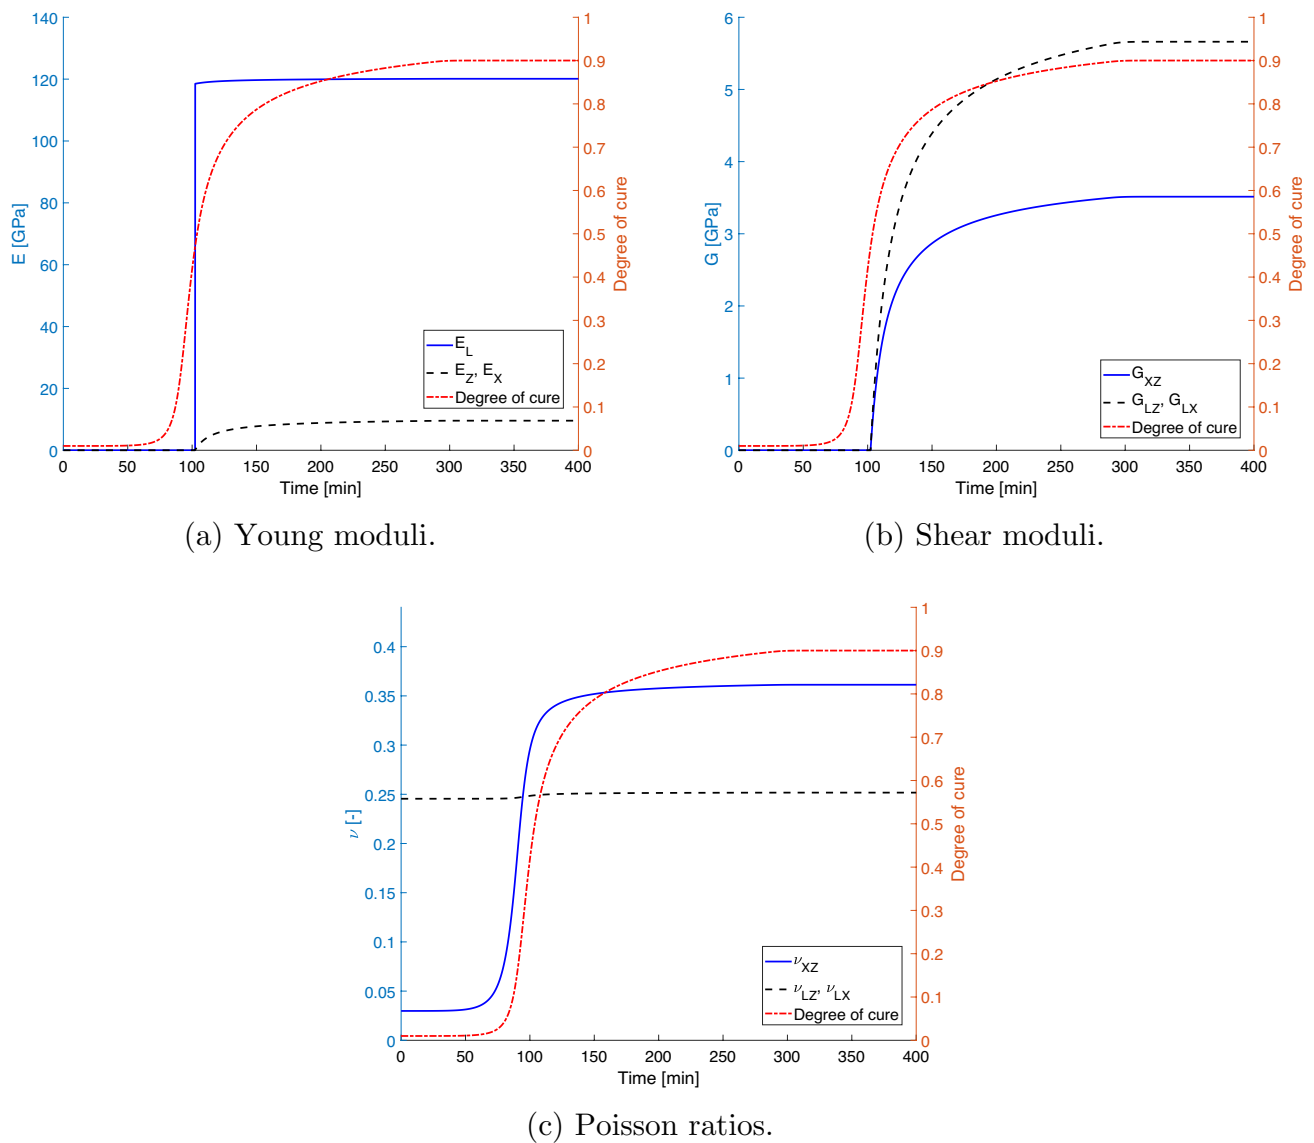 140
120
100
80
60
40
20
0
E [GPa]
1
0.9
0.8
0.7
0.6
0.5
0.4
0.3
0.2
0.1
0
Degree of cure
E_L
E_Z, E_X
Degree of cure
0 50 100 150 200 250 300 350 400
Time [min]
(a) Young moduli.
6
5
4
3
2
1
0
G [GPa]
1
0.9
0.8
0.7
0.6
0.5
0.4
0.3
0.2
0.1
0
Degree of cure
G_XZ
G_LZ, G_LX
Degree of cure
0 50 100 150 200 250 300 350 400
Time [min]
(b) Shear moduli.
0.4
0.35
0.3
0.25
0.2
0.15
0.1
0.05
0
ν [-]
1
0.9
0.8
0.7
0.6
0.5
0.4
0.3
0.2
0.1
0
Degree of cure
ν_XZ
ν_LZ, ν_LX
Degree of cure
0 50 100 150 200 250 300 350 400
Time [min]
(c) Poisson ratios.